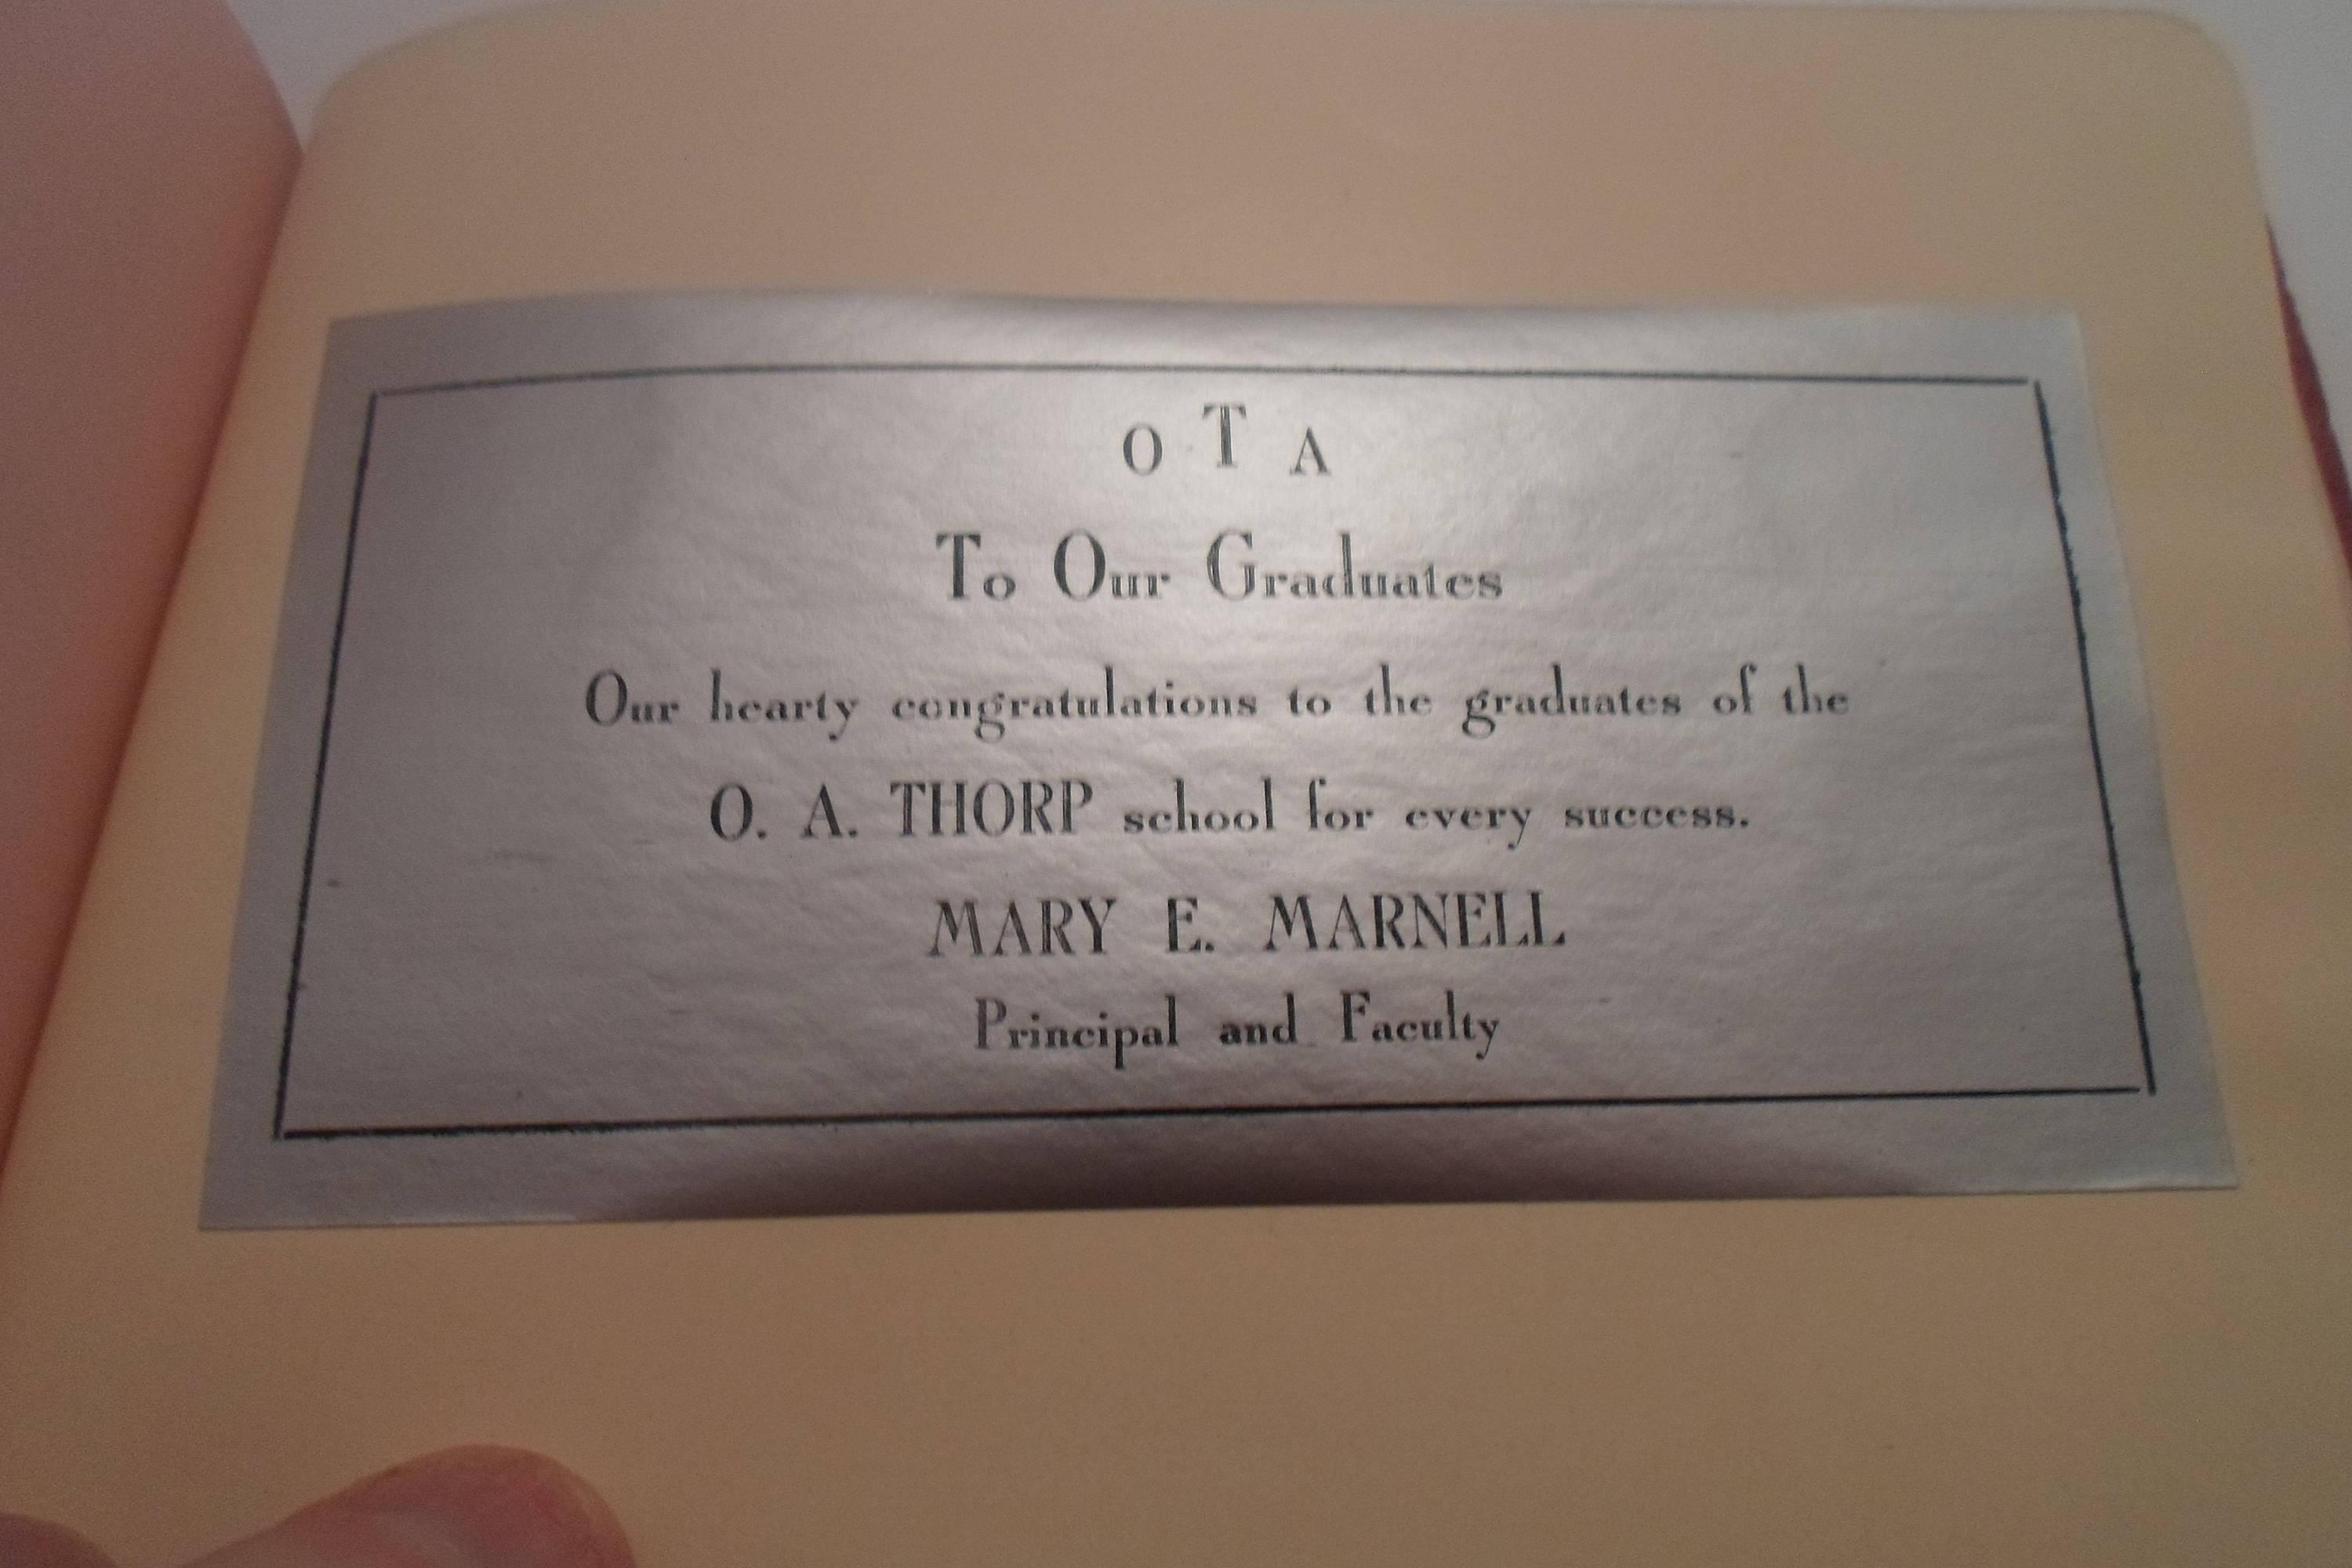 O T A
To Our Graduates
Our hearty congratulations to the graduates of the
O. A. THORP school for every success.
MARY E. MARNELL
Principal and Faculty